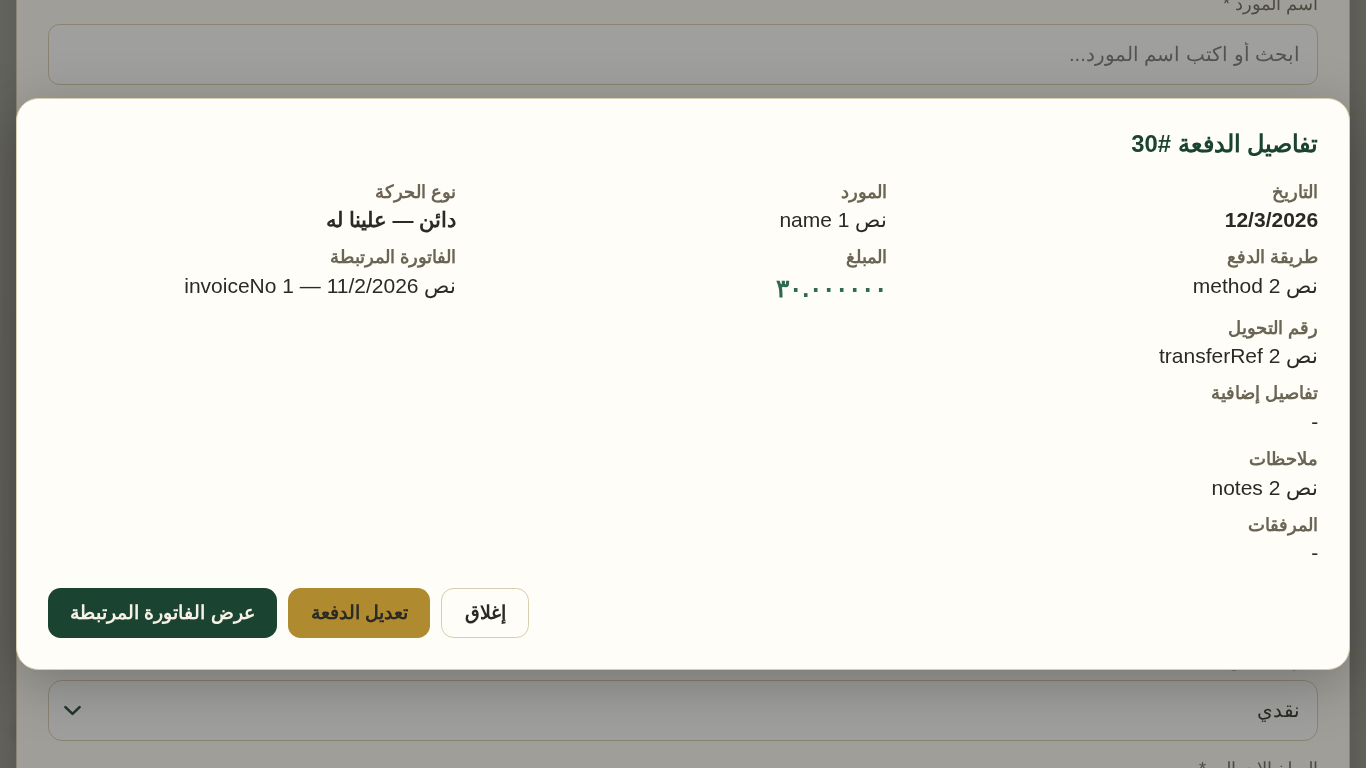 اسم المورد *
ابحث أو اكتب اسم المورد...
تفاصيل الدفعة #30
التاريخ
12/3/2026
المورد
نص name 1
نوع الحركة
دائن — علينا له
طريقة الدفع
نص method 2
المبلغ
٣٠.٠٠٠٠٠٠
الفاتورة المرتبطة
نص invoiceNo 1 — 11/2/2026
رقم التحويل
نص transferRef 2
تفاصيل إضافية
-
ملاحظات
نص notes 2
المرفقات
-
إغلاق
تعديل الدفعة
عرض الفاتورة المرتبطة
نقدي